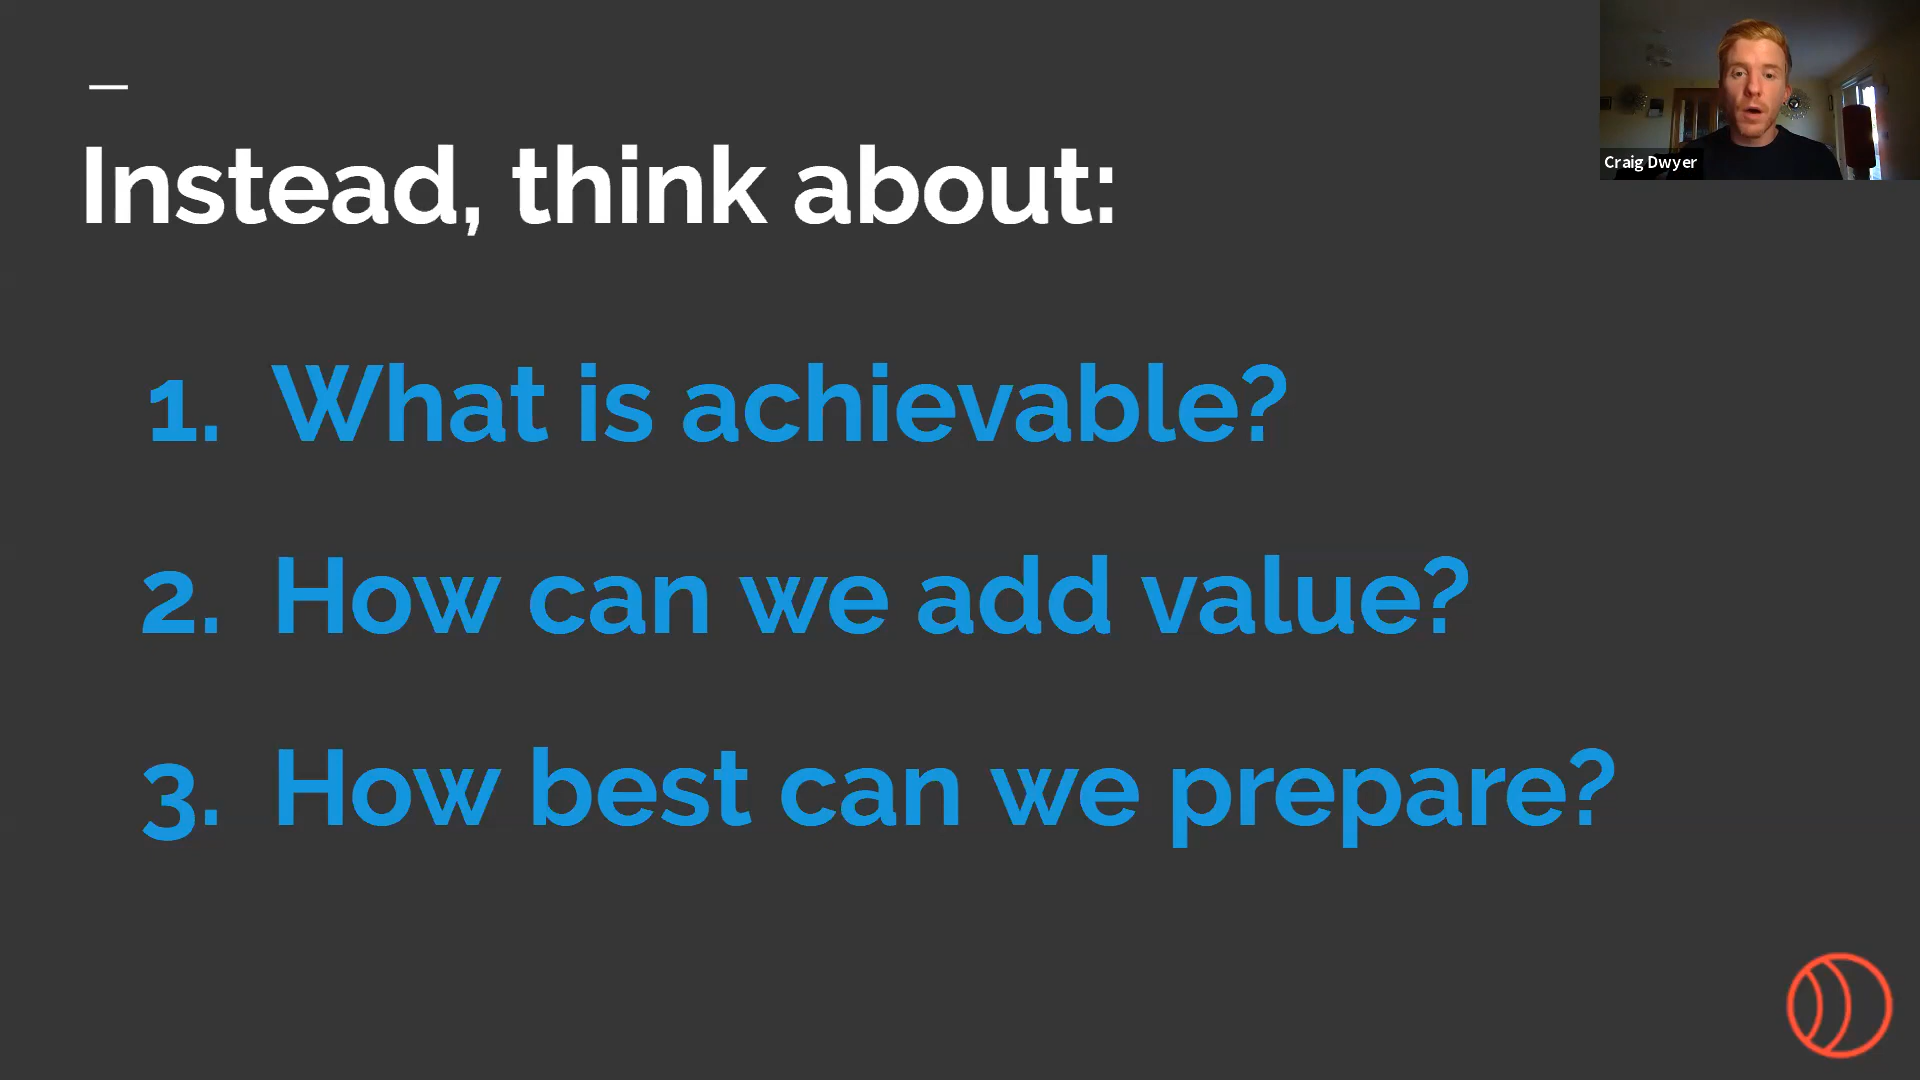 Instead, think about:
1. What is achievable?
2. How can we add value?
3. How best can we prepare?
Craig Dwyer